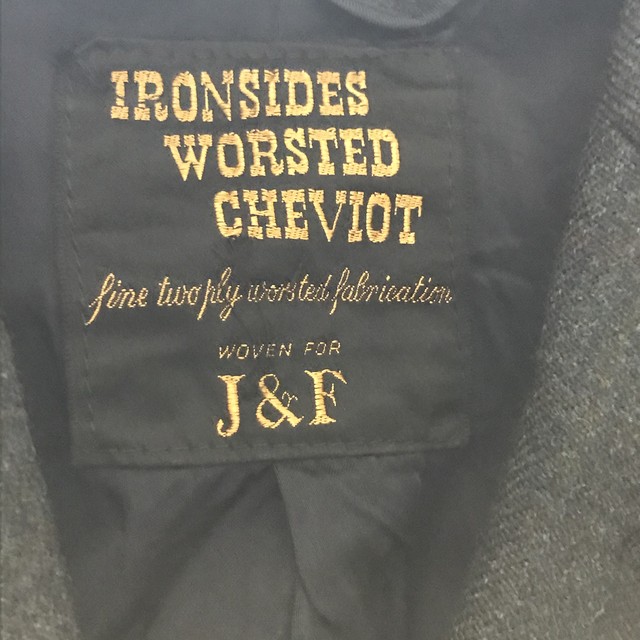 IRONSIDES
WORSTED
CHEVIOT
fine two ply worsted fabrication
WOVEN FOR
J&F